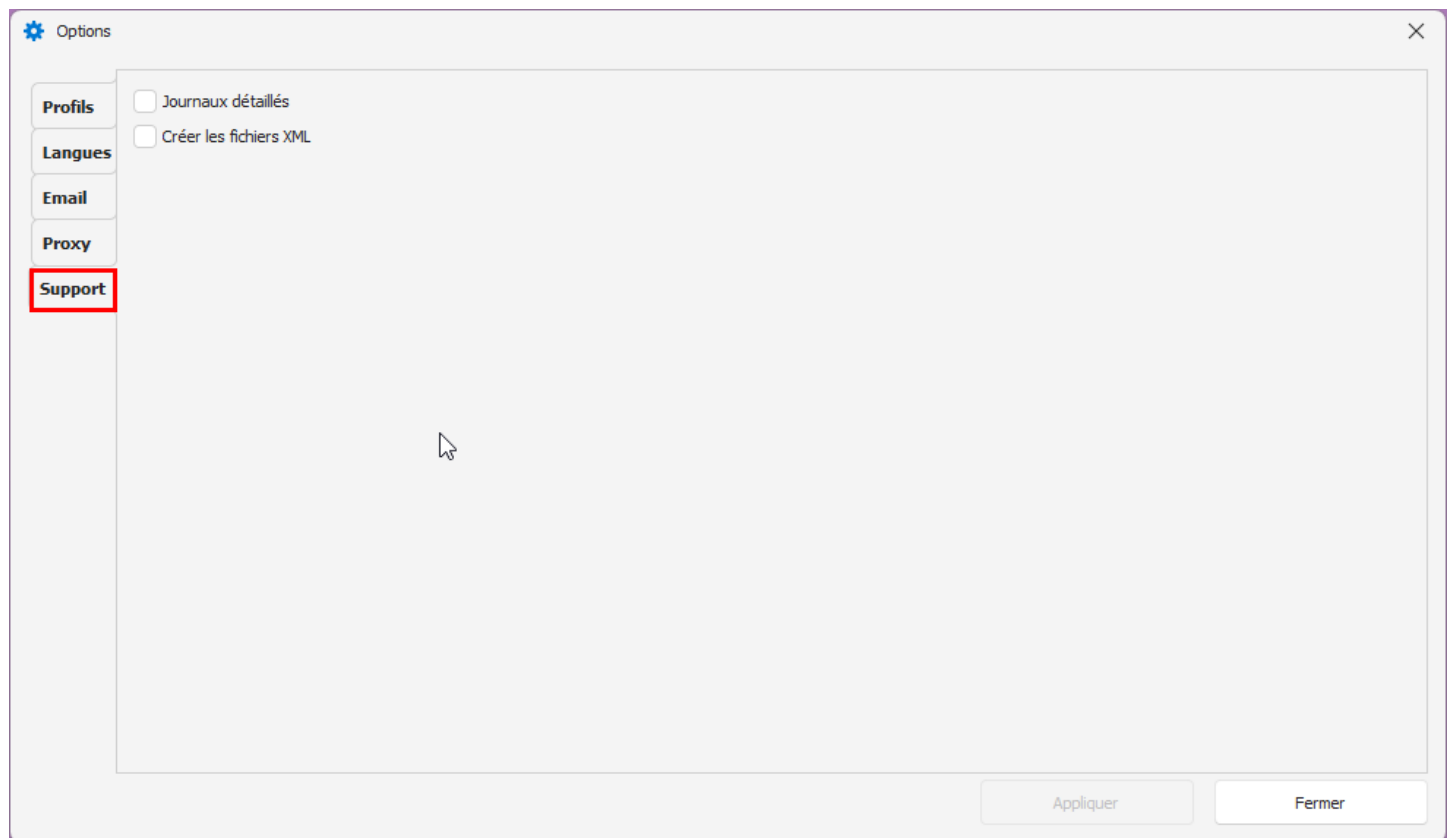 Options
Profils
Langues
Email
Proxy
Support
Journaux détaillés
Créer les fichiers XML
Appliquer
Fermer